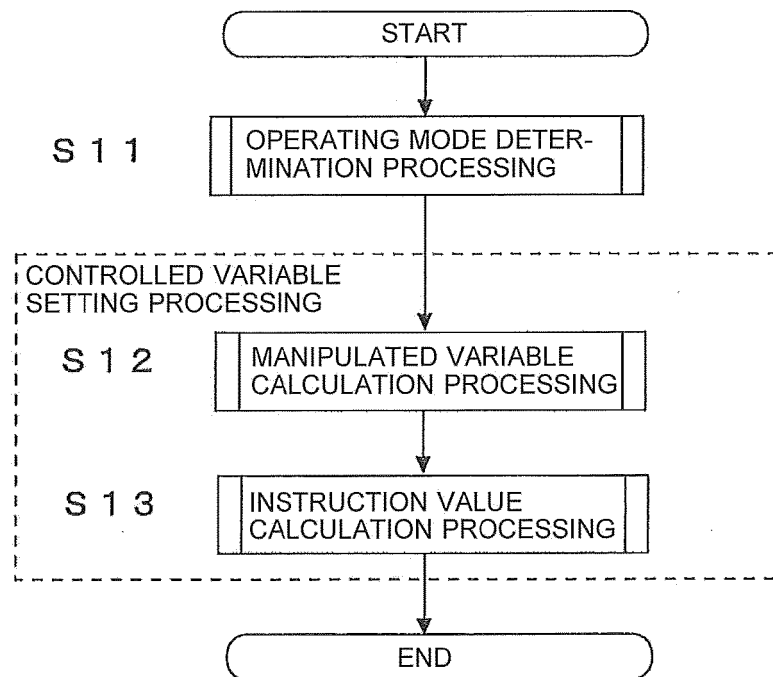 START
S 1 1
OPERATING MODE DETER-
MINATION PROCESSING
CONTROLLED VARIABLE
SETTING PROCESSING
S 1 2
MANIPULATED VARIABLE
CALCULATION PROCESSING
S 1 3
INSTRUCTION VALUE
CALCULATION PROCESSING
END